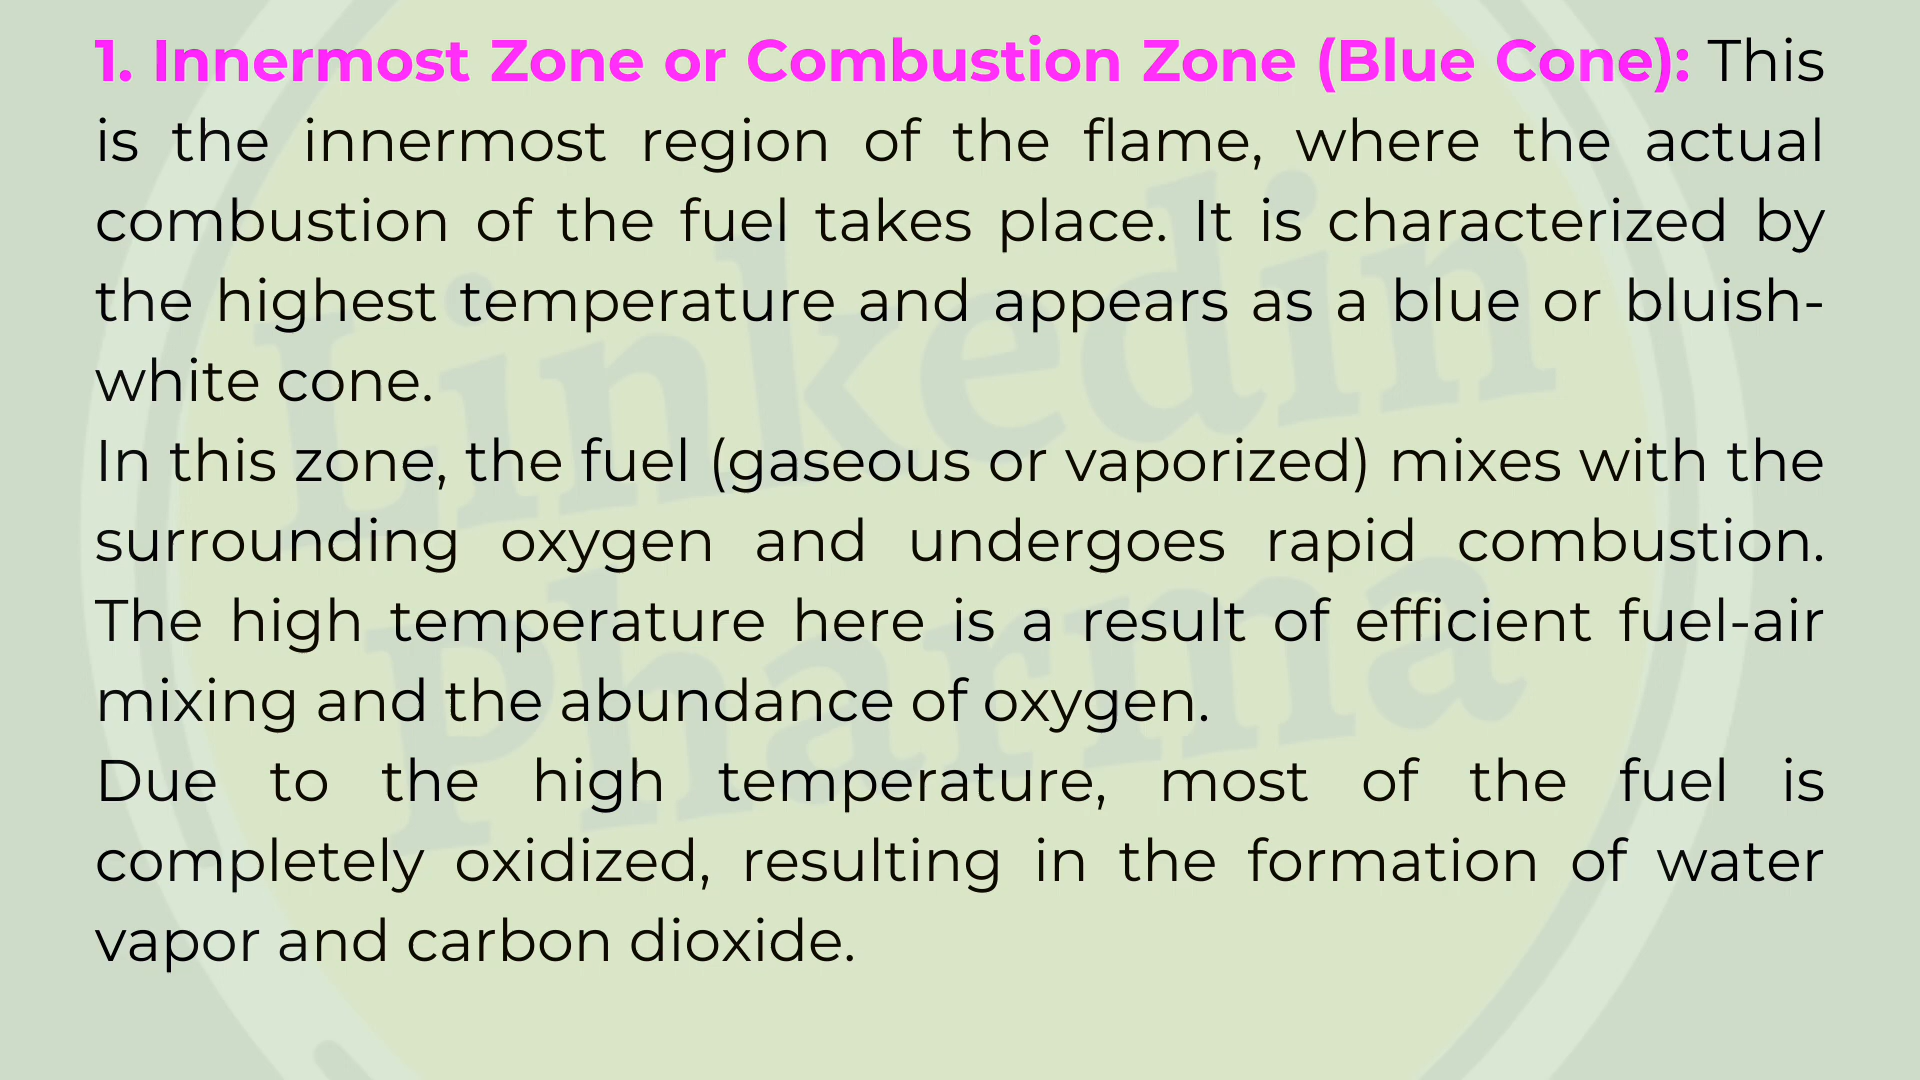 1. Innermost Zone or Combustion Zone (Blue Cone): This
is the innermost region of the flame, where the actual
combustion of the fuel takes place. It is characterized by
the highest temperature and appears as a blue or bluish-
white cone.
In this zone, the fuel (gaseous or vaporized) mixes with the
surrounding oxygen and undergoes rapid combustion.
The high temperature here is a result of efficient fuel-air
mixing and the abundance of oxygen.
Due to the high temperature, most of the fuel is
completely oxidized, resulting in the formation of water
vapor and carbon dioxide.
Linkedin
Pharma